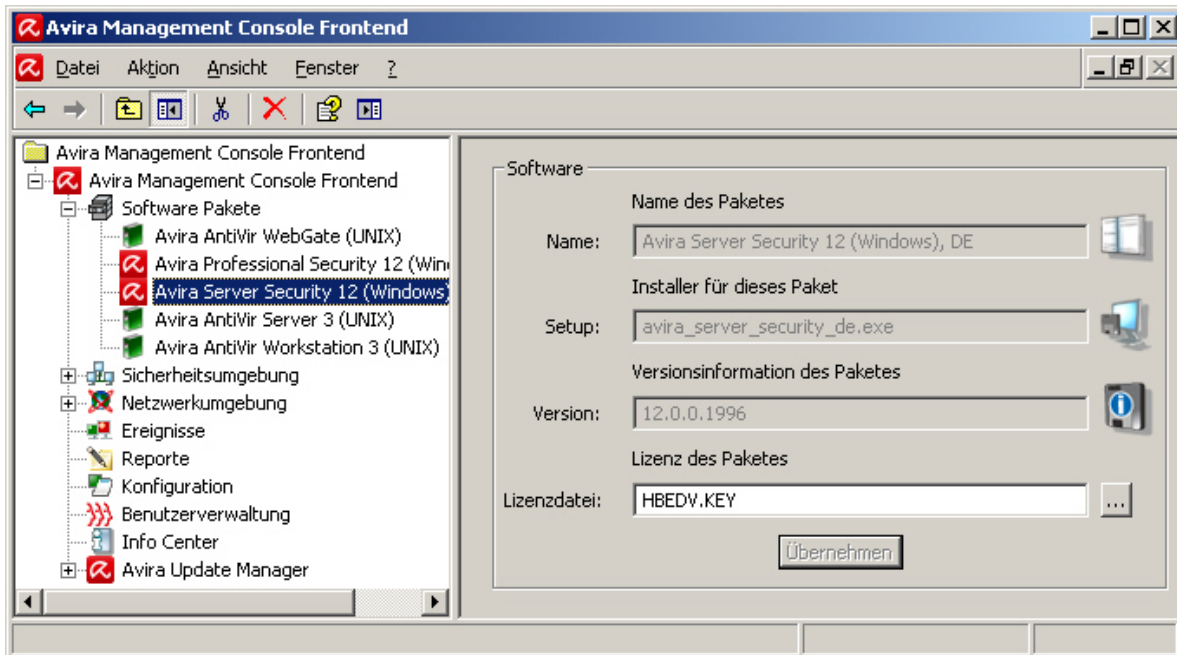 Avira Management Console Frontend
Datei Aktion Ansicht Fenster ?
Avira Management Console Frontend
Avira Management Console Frontend
Software Pakete
Avira AntiVir WebGate (UNIX)
Avira Professional Security 12 (Win
Avira Server Security 12 (Windows)
Avira AntiVir Server 3 (UNIX)
Avira AntiVir Workstation 3 (UNIX)
Sicherheitsumgebung
Netzwerkumgebung
Ereignisse
Reporte
Konfiguration
Benutzerverwaltung
Info Center
Avira Update Manager
Software
Name des Paketes
Name: Avira Server Security 12 (Windows), DE
Installer für dieses Paket
Setup: avira_server_security_de.exe
Versionsinformation des Paketes
Version: 12.0.0.1996
Lizenz des Paketes
Lizenzdatei: HBEDV.KEY ...
Übernehmen